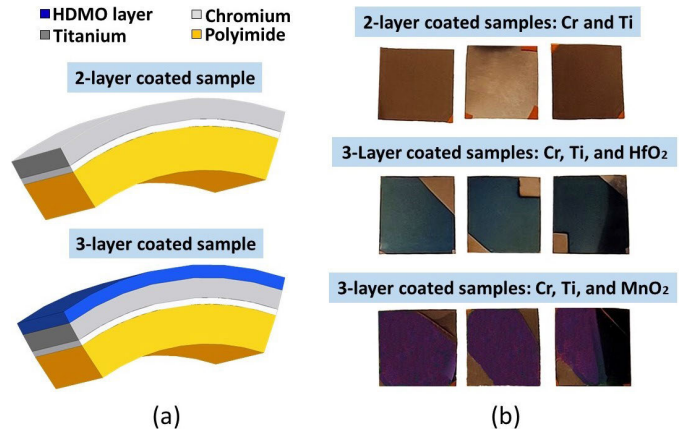 HDMO layer
Chromium
Titanium
Polyimide
2-layer coated sample
3-layer coated sample
(a)
2-layer coated samples: Cr and Ti
3-Layer coated samples: Cr, Ti, and HfO₂
3-layer coated samples: Cr, Ti, and MnO₂
(b)